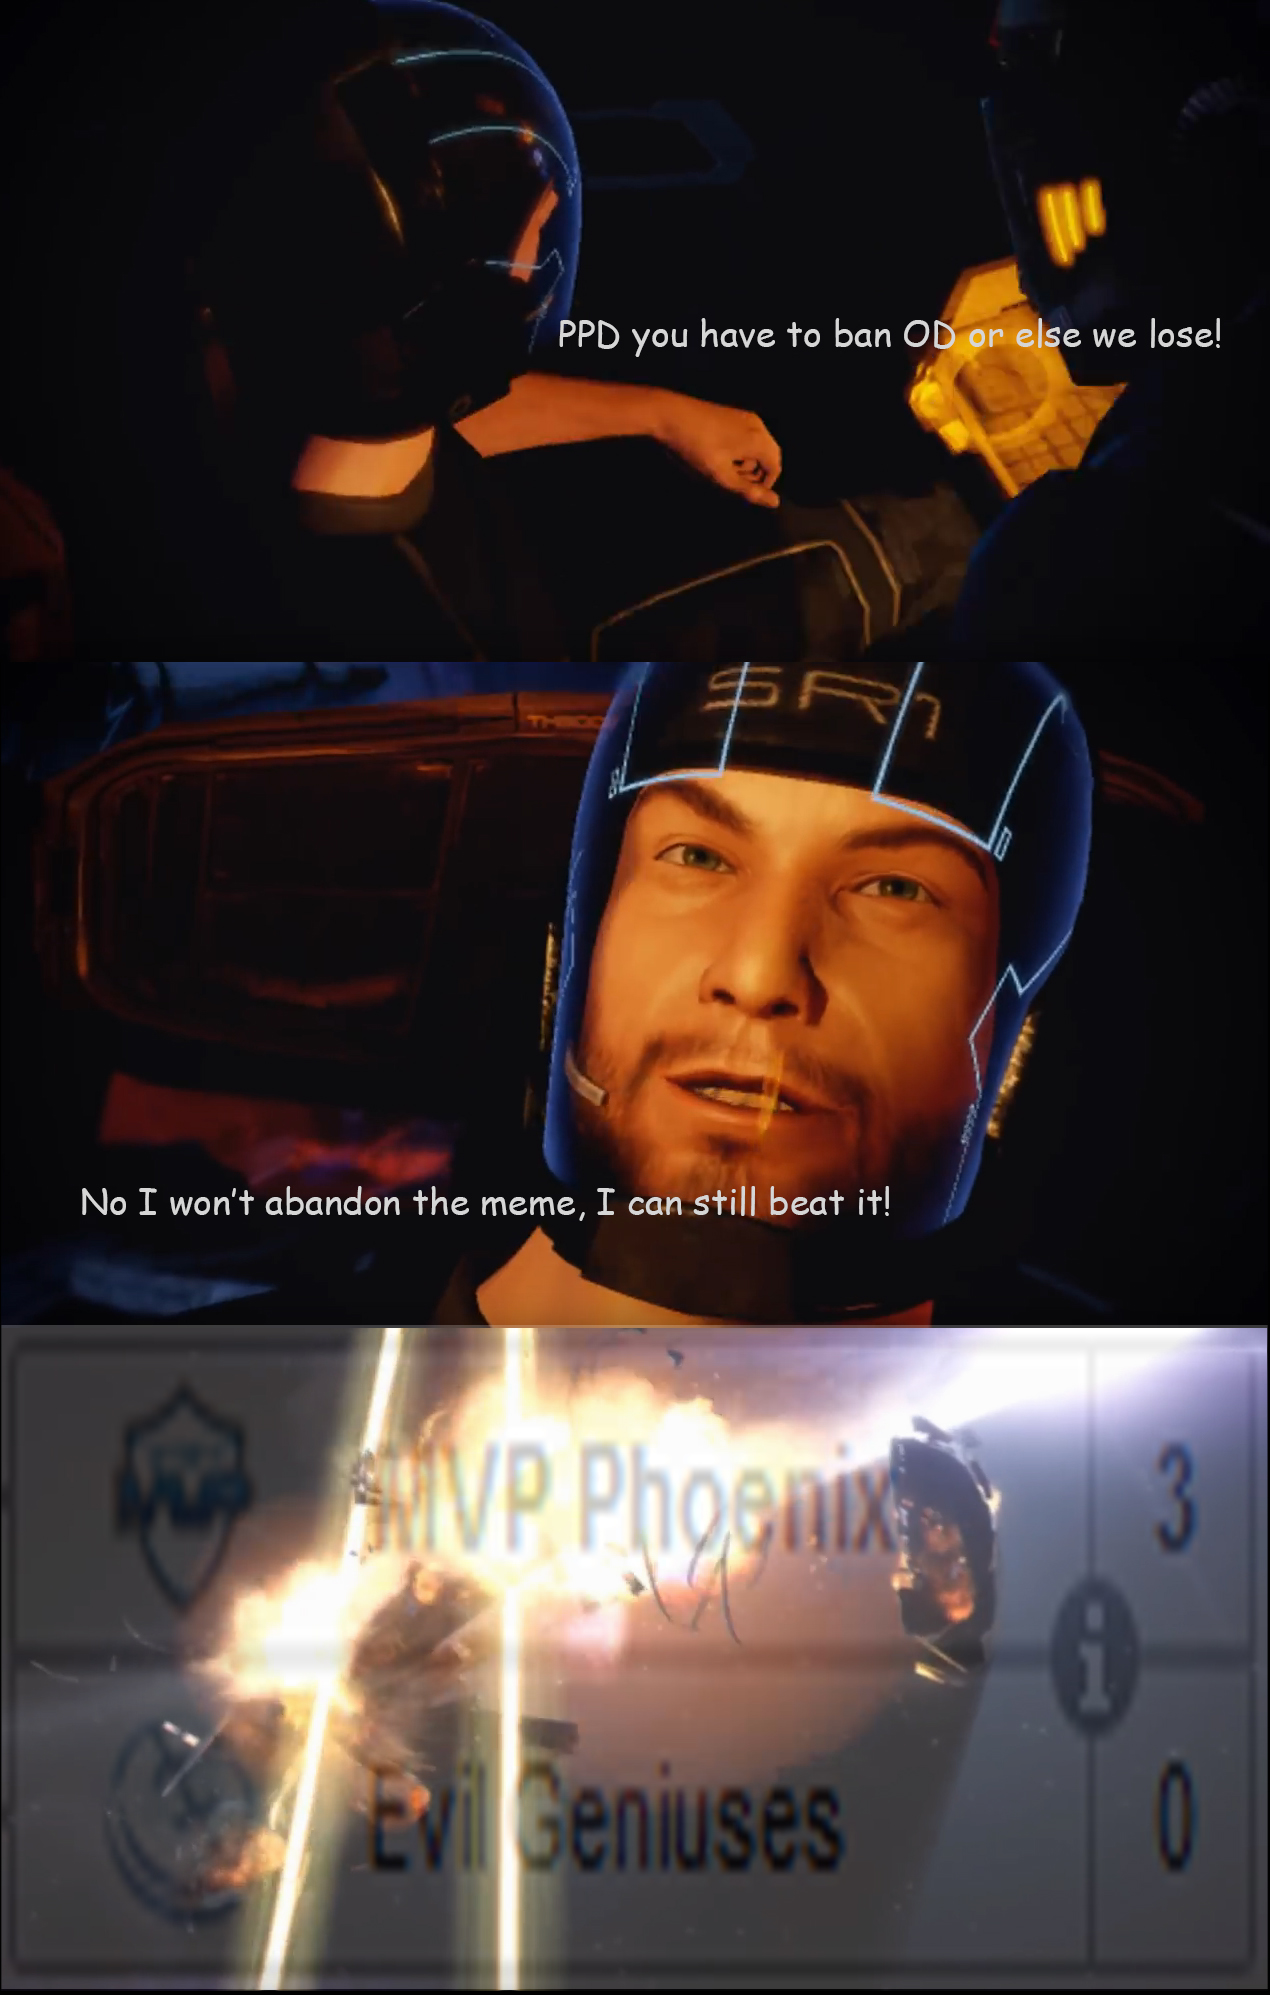 PPD you have to ban OD or else we lose!
SR1
No I won't abandon the meme, I can still beat it!
MVP
MVP Phoenix 3
i
Evil Geniuses 0